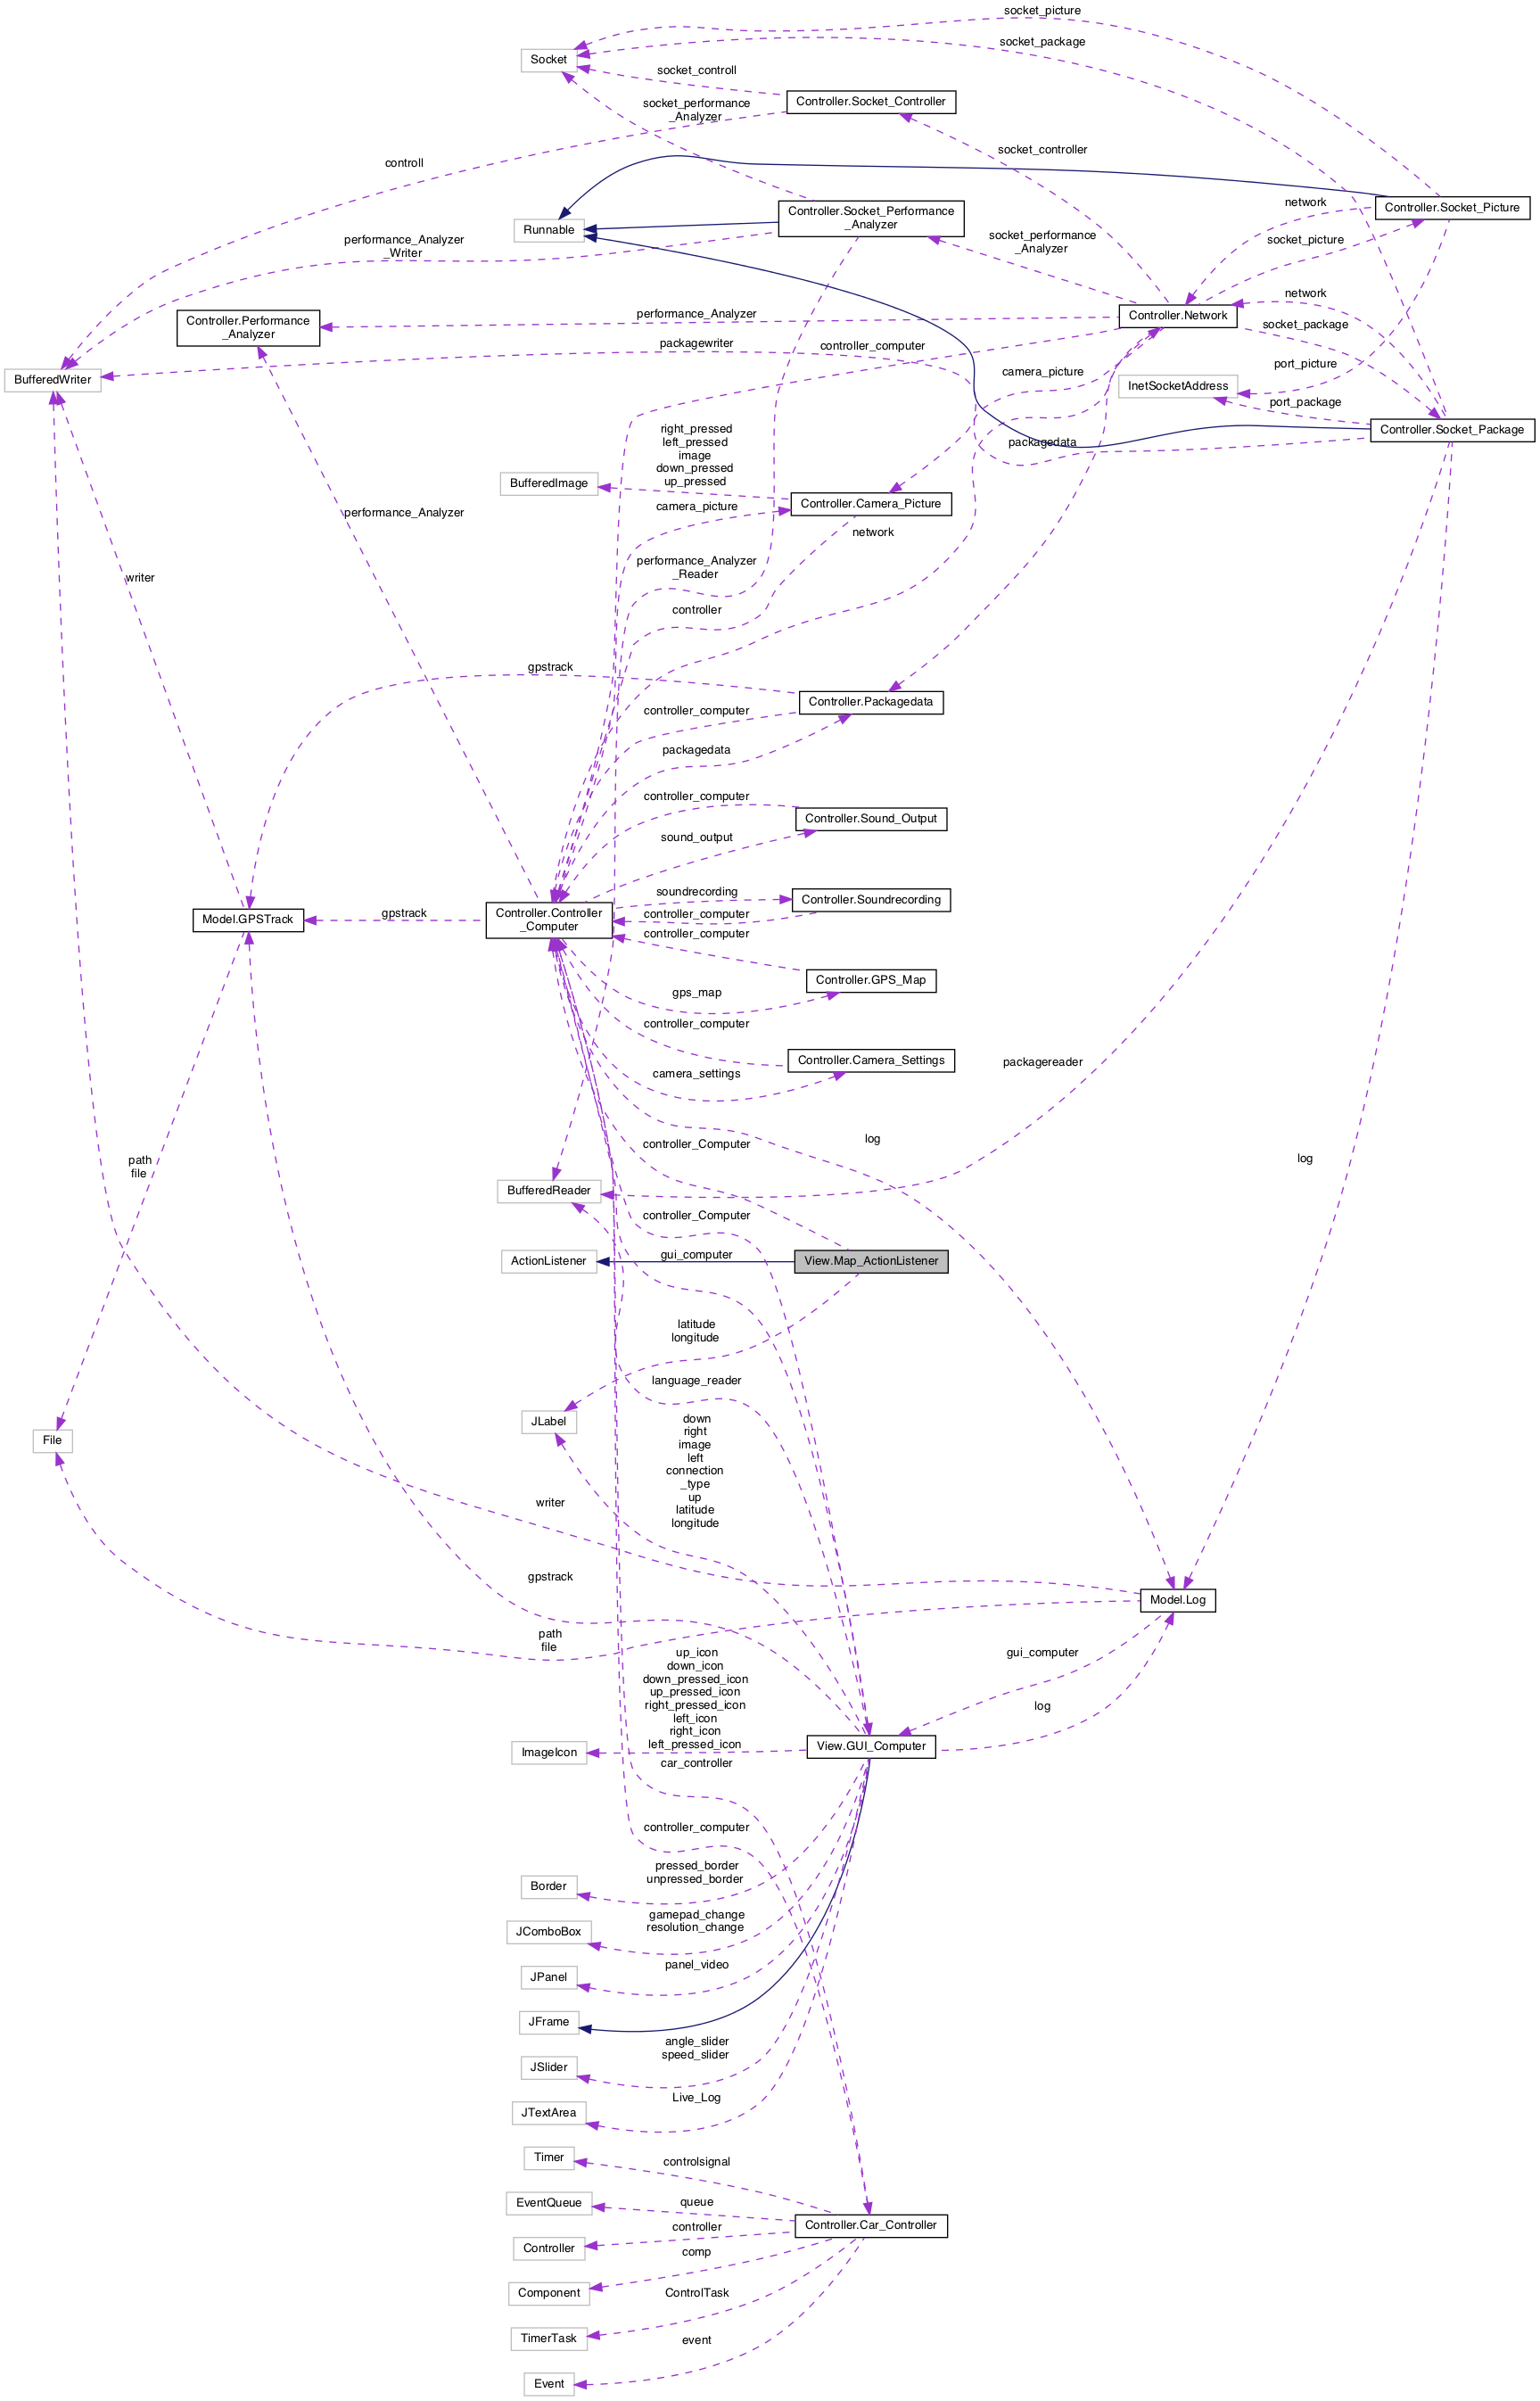 socket_picture
socket_package
Socket
socket_controll
Controller.Socket_Controller
socket_performance
_Analyzer
socket_controller
controll
Controller.Socket_Picture
network
Controller.Socket_Performance
_Analyzer
Runnable
socket_performance
_Analyzer
socket_picture
performance_Analyzer
_Writer
network
Controller.Network
performance_Analyzer
Controller.Performance
_Analyzer
socket_package
packagewriter
controller_computer
port_picture
camera_picture
BufferedWriter
InetSocketAddress
port_package
right_pressed
left_pressed
image
down_pressed
up_pressed
Controller.Socket_Package
packagedata
BufferedImage
camera_picture
Controller.Camera_Picture
performance_Analyzer
network
performance_Analyzer
_Reader
writer
controller
gpstrack
Controller.Packagedata
controller_computer
packagedata
controller_computer
Controller.Sound_Output
sound_output
soundrecording
Controller.Soundrecording
Model.GPSTrack
gpstrack
Controller.Controller
_Computer
controller_computer
controller_computer
Controller.GPS_Map
gps_map
controller_computer
Controller.Camera_Settings
camera_settings
packagereader
log
controller_Computer
path
file
log
BufferedReader
controller_Computer
ActionListener
gui_computer
View.Map_ActionListener
latitude
longitude
language_reader
JLabel
down
right
image
left
connection
_type
up
latitude
longitude
File
writer
gpstrack
Model.Log
path
file
up_icon
down_icon
down_pressed_icon
up_pressed_icon
right_pressed_icon
left_icon
right_icon
left_pressed_icon
gui_computer
log
ImageIcon
View.GUI_Computer
car_controller
controller_computer
Border
pressed_border
unpressed_border
JComboBox
gamepad_change
resolution_change
JPanel
panel_video
JFrame
angle_slider
speed_slider
JSlider
Live_Log
JTextArea
Timer
controlsignal
EventQueue
queue
Controller.Car_Controller
Controller
controller
comp
Component
ControlTask
TimerTask
event
Event